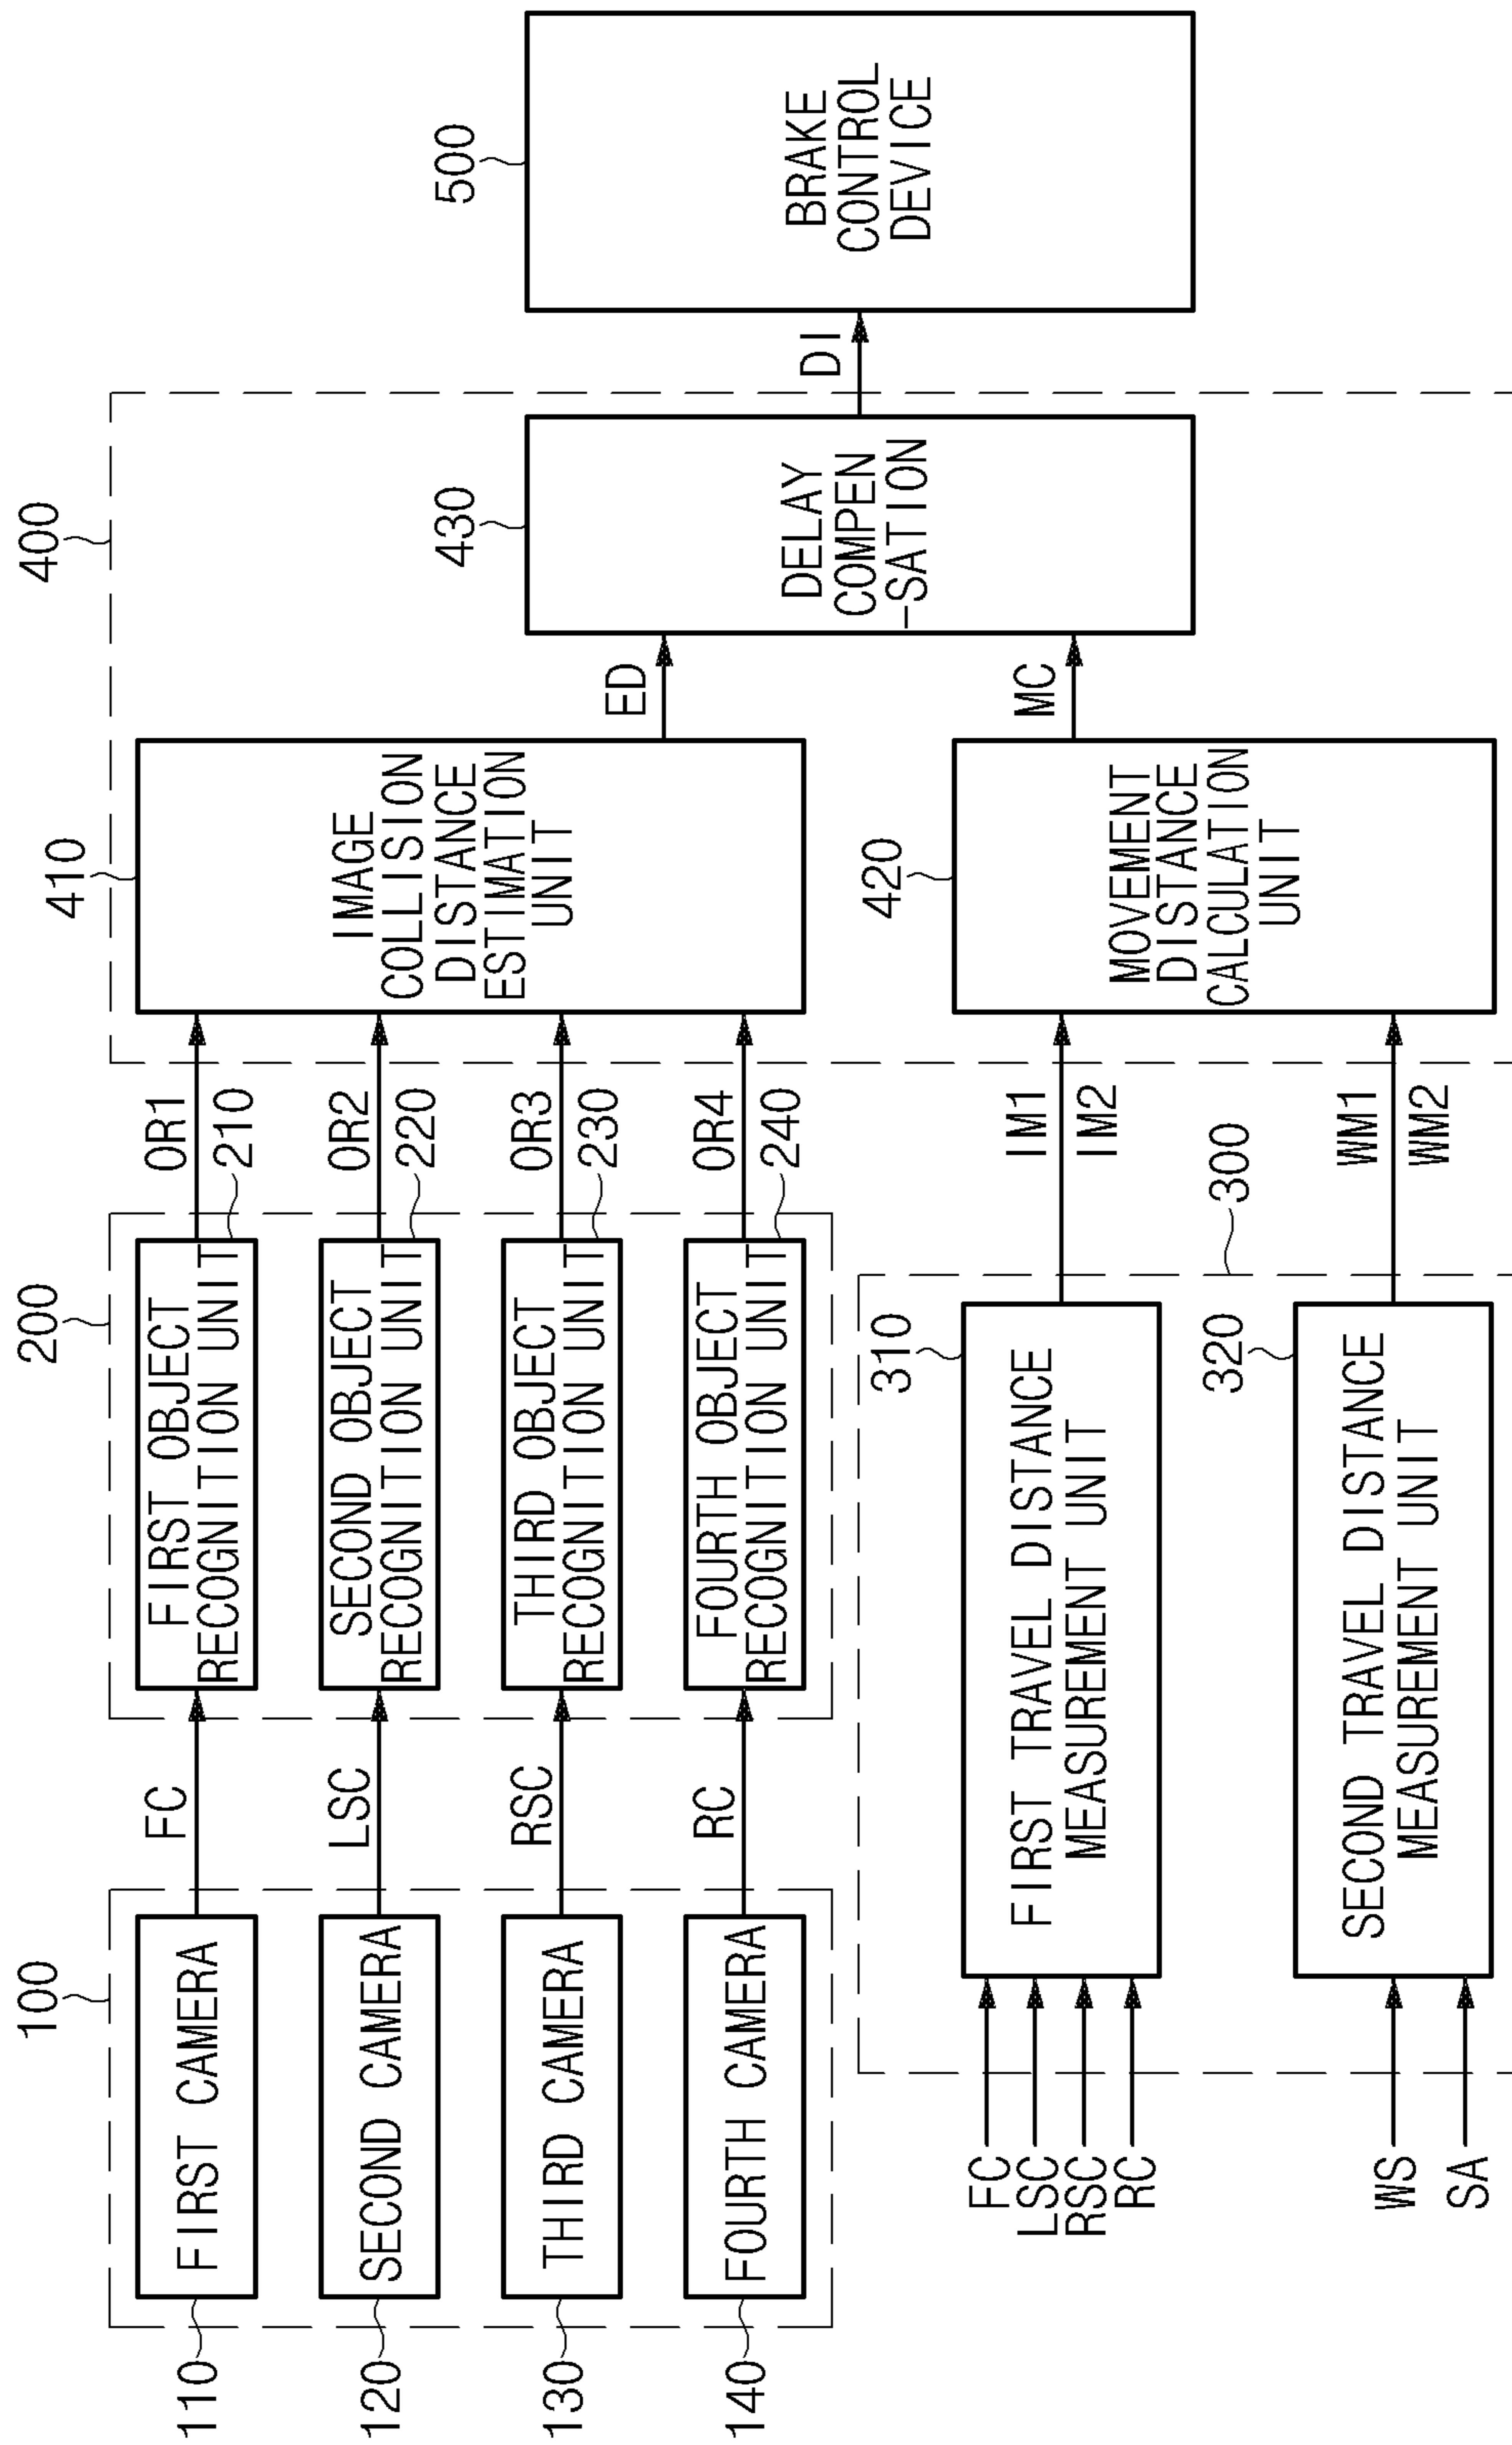 100
200
400
110
FIRST CAMERA
FC
FIRST OBJECT
RECOGNITION UNIT
210
OR1
120
SECOND CAMERA
LSC
SECOND OBJECT
RECOGNITION UNIT
220
OR2
130
THIRD CAMERA
RSC
THIRD OBJECT
RECOGNITION UNIT
230
OR3
140
FOURTH CAMERA
RC
FOURTH OBJECT
RECOGNITION UNIT
240
OR4
410
IMAGE
COLLISION
DISTANCE
ESTIMATION
UNIT
ED
430
DELAY
COMPEN
-SATION
DI
500
BRAKE
CONTROL
DEVICE
300
FC
LSC
RSC
RC
310
FIRST TRAVEL DISTANCE
MEASUREMENT UNIT
IM1
IM2
420
MOVEMENT
DISTANCE
CALCULATION
UNIT
MC
WS
SA
320
SECOND TRAVEL DISTANCE
MEASUREMENT UNIT
WM1
WM2